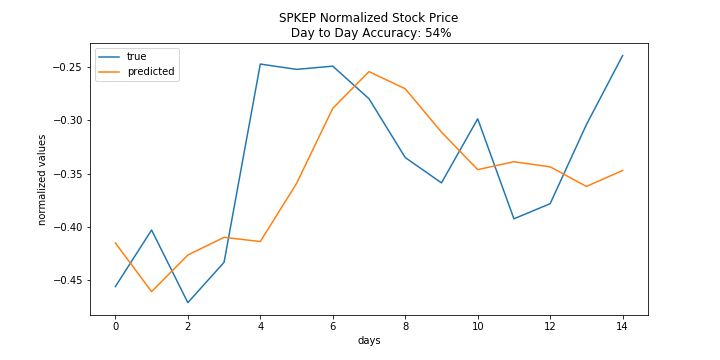 SPKEP Normalized Stock Price
Day to Day Accuracy: 54%
true
predicted
normalized values
−0.25
−0.30
−0.35
−0.40
−0.45
0 2 4 6 8 10 12 14
days